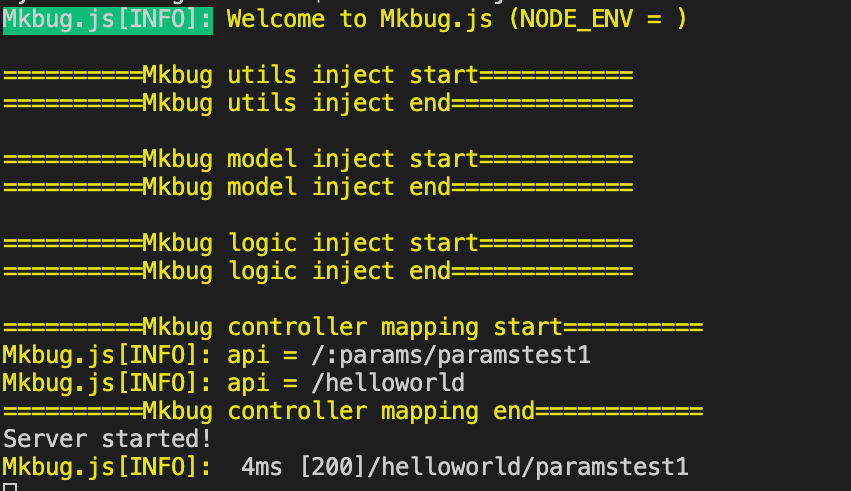 Mkbug.js[INFO]: Welcome to Mkbug.js (NODE_ENV = )
==========Mkbug utils inject start===========
==========Mkbug utils inject end=============
==========Mkbug model inject start===========
==========Mkbug model inject end=============
==========Mkbug logic inject start===========
==========Mkbug logic inject end=============
==========Mkbug controller mapping start==========
Mkbug.js[INFO]: api = /:params/paramstest1
Mkbug.js[INFO]: api = /helloworld
==========Mkbug controller mapping end============
Server started!
Mkbug.js[INFO]:  4ms [200]/helloworld/paramstest1